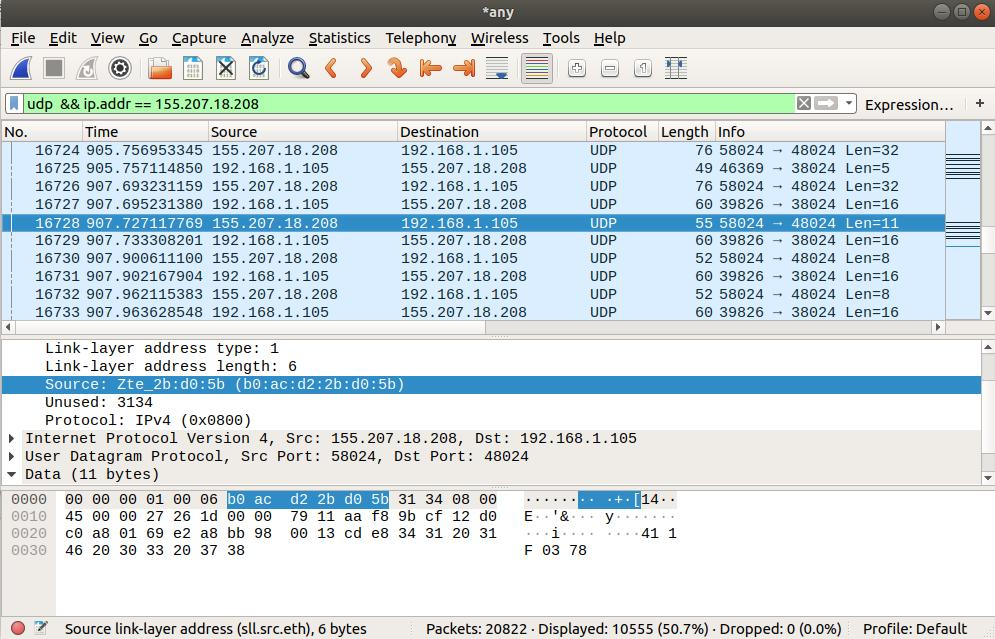 *any
File Edit View Go Capture Analyze Statistics Telephony Wireless Tools Help
udp && ip.addr == 155.207.18.208 Expression… +
No. Time Source Destination Protocol Length Info
16724 905.756953345 155.207.18.208 192.168.1.105 UDP 76 58024 → 48024 Len=32
16725 905.757114850 192.168.1.105 155.207.18.208 UDP 49 46369 → 38024 Len=5
16726 907.693231159 155.207.18.208 192.168.1.105 UDP 76 58024 → 48024 Len=32
16727 907.695231380 192.168.1.105 155.207.18.208 UDP 60 39826 → 38024 Len=16
16728 907.727117769 155.207.18.208 192.168.1.105 UDP 55 58024 → 48024 Len=11
16729 907.733308201 192.168.1.105 155.207.18.208 UDP 60 39826 → 38024 Len=16
16730 907.900611100 155.207.18.208 192.168.1.105 UDP 52 58024 → 48024 Len=8
16731 907.902167904 192.168.1.105 155.207.18.208 UDP 60 39826 → 38024 Len=16
16732 907.962115383 155.207.18.208 192.168.1.105 UDP 52 58024 → 48024 Len=8
16733 907.963628548 192.168.1.105 155.207.18.208 UDP 60 39826 → 38024 Len=16
Link-layer address type: 1
Link-layer address length: 6
Source: Zte_2b:d0:5b (b0:ac:d2:2b:d0:5b)
Unused: 3134
Protocol: IPv4 (0x0800)
Internet Protocol Version 4, Src: 155.207.18.208, Dst: 192.168.1.105
User Datagram Protocol, Src Port: 58024, Dst Port: 48024
Data (11 bytes)
0000 00 00 00 01 00 06 b0 ac d2 2b d0 5b 31 34 08 00 ········ ·+·[14··
0010 45 00 00 27 26 1d 00 00 79 11 aa f8 9b cf 12 d0 E··'&··· y·······
0020 c0 a8 01 69 e2 a8 bb 98 00 13 cd e8 34 31 20 31 ···i···· ····41 1
0030 46 20 30 33 20 37 38 F 03 78
Source link-layer address (sll.src.eth), 6 bytes Packets: 20822 · Displayed: 10555 (50.7%) · Dropped: 0 (0.0%) Profile: Default